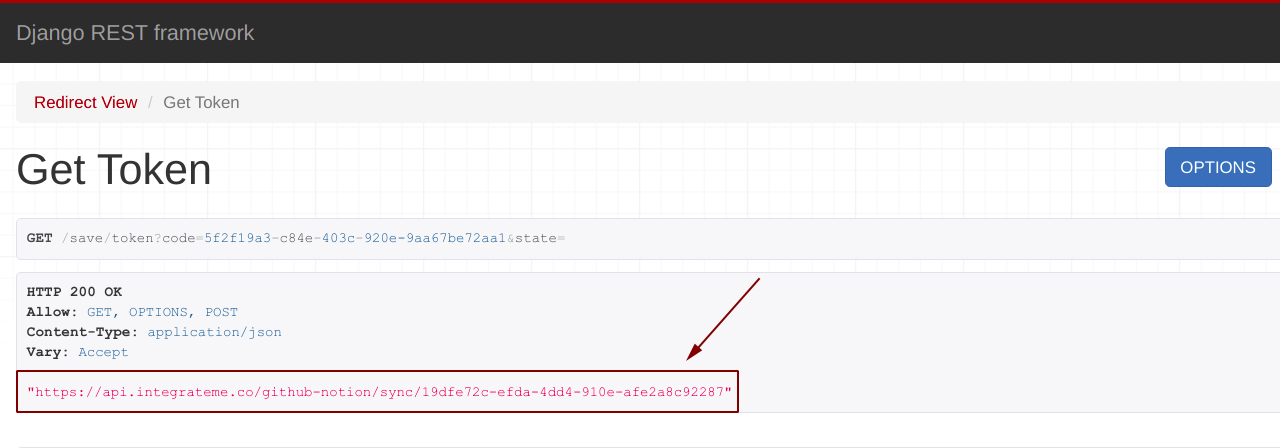 Django REST framework
Redirect View / Get Token
Get Token
OPTIONS
GET /save/token?code=5f2f19a3-c84e-403c-920e-9aa67be72aa1&state=
HTTP 200 OK
Allow: GET, OPTIONS, POST
Content-Type: application/json
Vary: Accept
"https://api.integrateme.co/github-notion/sync/19dfe72c-efda-4dd4-910e-afe2a8c92287"